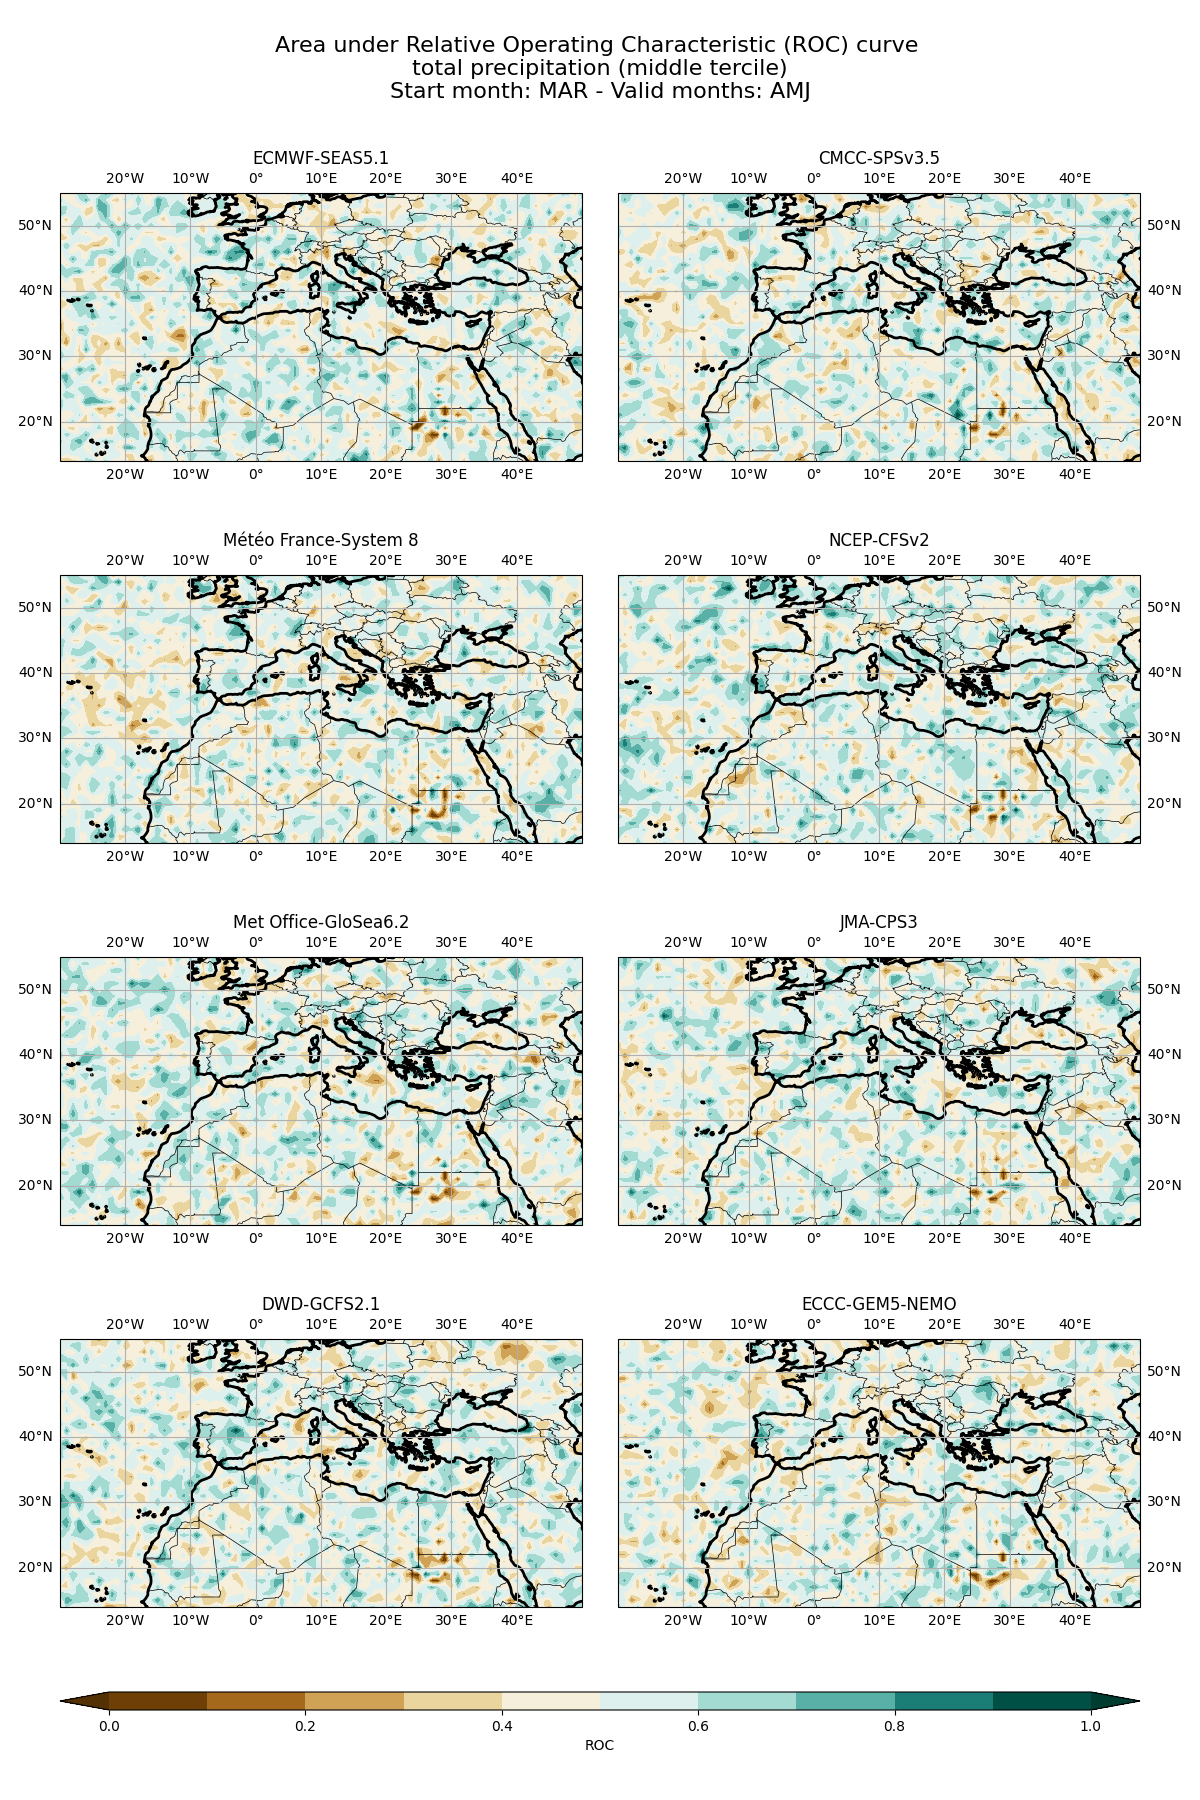 Area under Relative Operating Characteristic (ROC) curve
total precipitation (middle tercile)
Start month: MAR - Valid months: AMJ
ECMWF-SEAS5.1
20°W 10°W 0° 10°E 20°E 30°E 40°E
50°N
40°N
30°N
20°N
20°W 10°W 0° 10°E 20°E 30°E 40°E
CMCC-SPSv3.5
20°W 10°W 0° 10°E 20°E 30°E 40°E
50°N
40°N
30°N
20°N
20°W 10°W 0° 10°E 20°E 30°E 40°E
Météo France-System 8
20°W 10°W 0° 10°E 20°E 30°E 40°E
50°N
40°N
30°N
20°N
20°W 10°W 0° 10°E 20°E 30°E 40°E
NCEP-CFSv2
20°W 10°W 0° 10°E 20°E 30°E 40°E
50°N
40°N
30°N
20°N
20°W 10°W 0° 10°E 20°E 30°E 40°E
Met Office-GloSea6.2
20°W 10°W 0° 10°E 20°E 30°E 40°E
50°N
40°N
30°N
20°N
20°W 10°W 0° 10°E 20°E 30°E 40°E
JMA-CPS3
20°W 10°W 0° 10°E 20°E 30°E 40°E
50°N
40°N
30°N
20°N
20°W 10°W 0° 10°E 20°E 30°E 40°E
DWD-GCFS2.1
20°W 10°W 0° 10°E 20°E 30°E 40°E
50°N
40°N
30°N
20°N
20°W 10°W 0° 10°E 20°E 30°E 40°E
ECCC-GEM5-NEMO
20°W 10°W 0° 10°E 20°E 30°E 40°E
50°N
40°N
30°N
20°N
20°W 10°W 0° 10°E 20°E 30°E 40°E
0.0 0.2 0.4 0.6 0.8 1.0
ROC